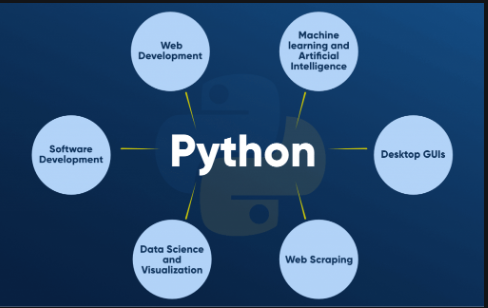 Web
Development
Machine
learning and
Artificial
Intelligence
Software
Development
Python
Desktop GUIs
Data Science
and
Visualization
Web Scraping